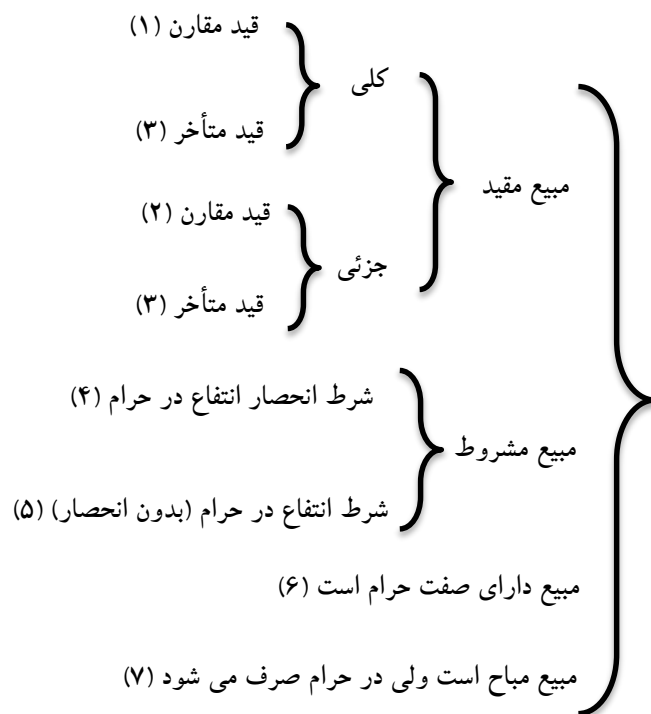 قید مقارن (۱)
کلی
قید متأخر (۳)
مبیع مقید
قید مقارن (۲)
جزئی
قید متأخر (۳)
شرط انحصار انتفاع در حرام (۴)
مبیع مشروط
شرط انتفاع در حرام (بدون انحصار) (۵)
مبیع دارای صفت حرام است (۶)
مبیع مباح است ولی در حرام صرف می شود (۷)